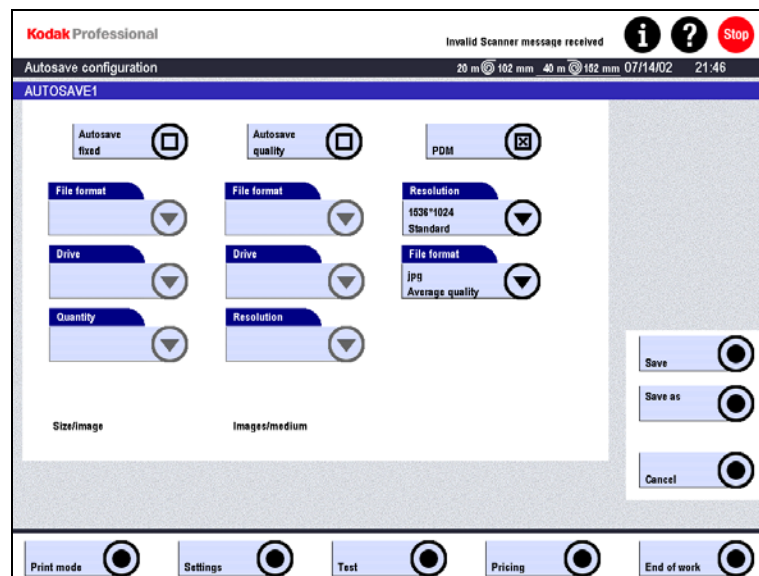 Kodak Professional
Invalid Scanner message received
i ? Stop
Autosave configuration 20 m 102 mm 40 m 152 mm 07/14/02 21:46
AUTOSAVE1
Autosave fixed
Autosave quality
PDM
File format
File format
Resolution
1536*1024
Standard
Drive
Drive
File format
jpg
Average quality
Quantity
Resolution
Size/image
Images/medium
Save
Save as
Cancel
Print mode
Settings
Test
Pricing
End of work